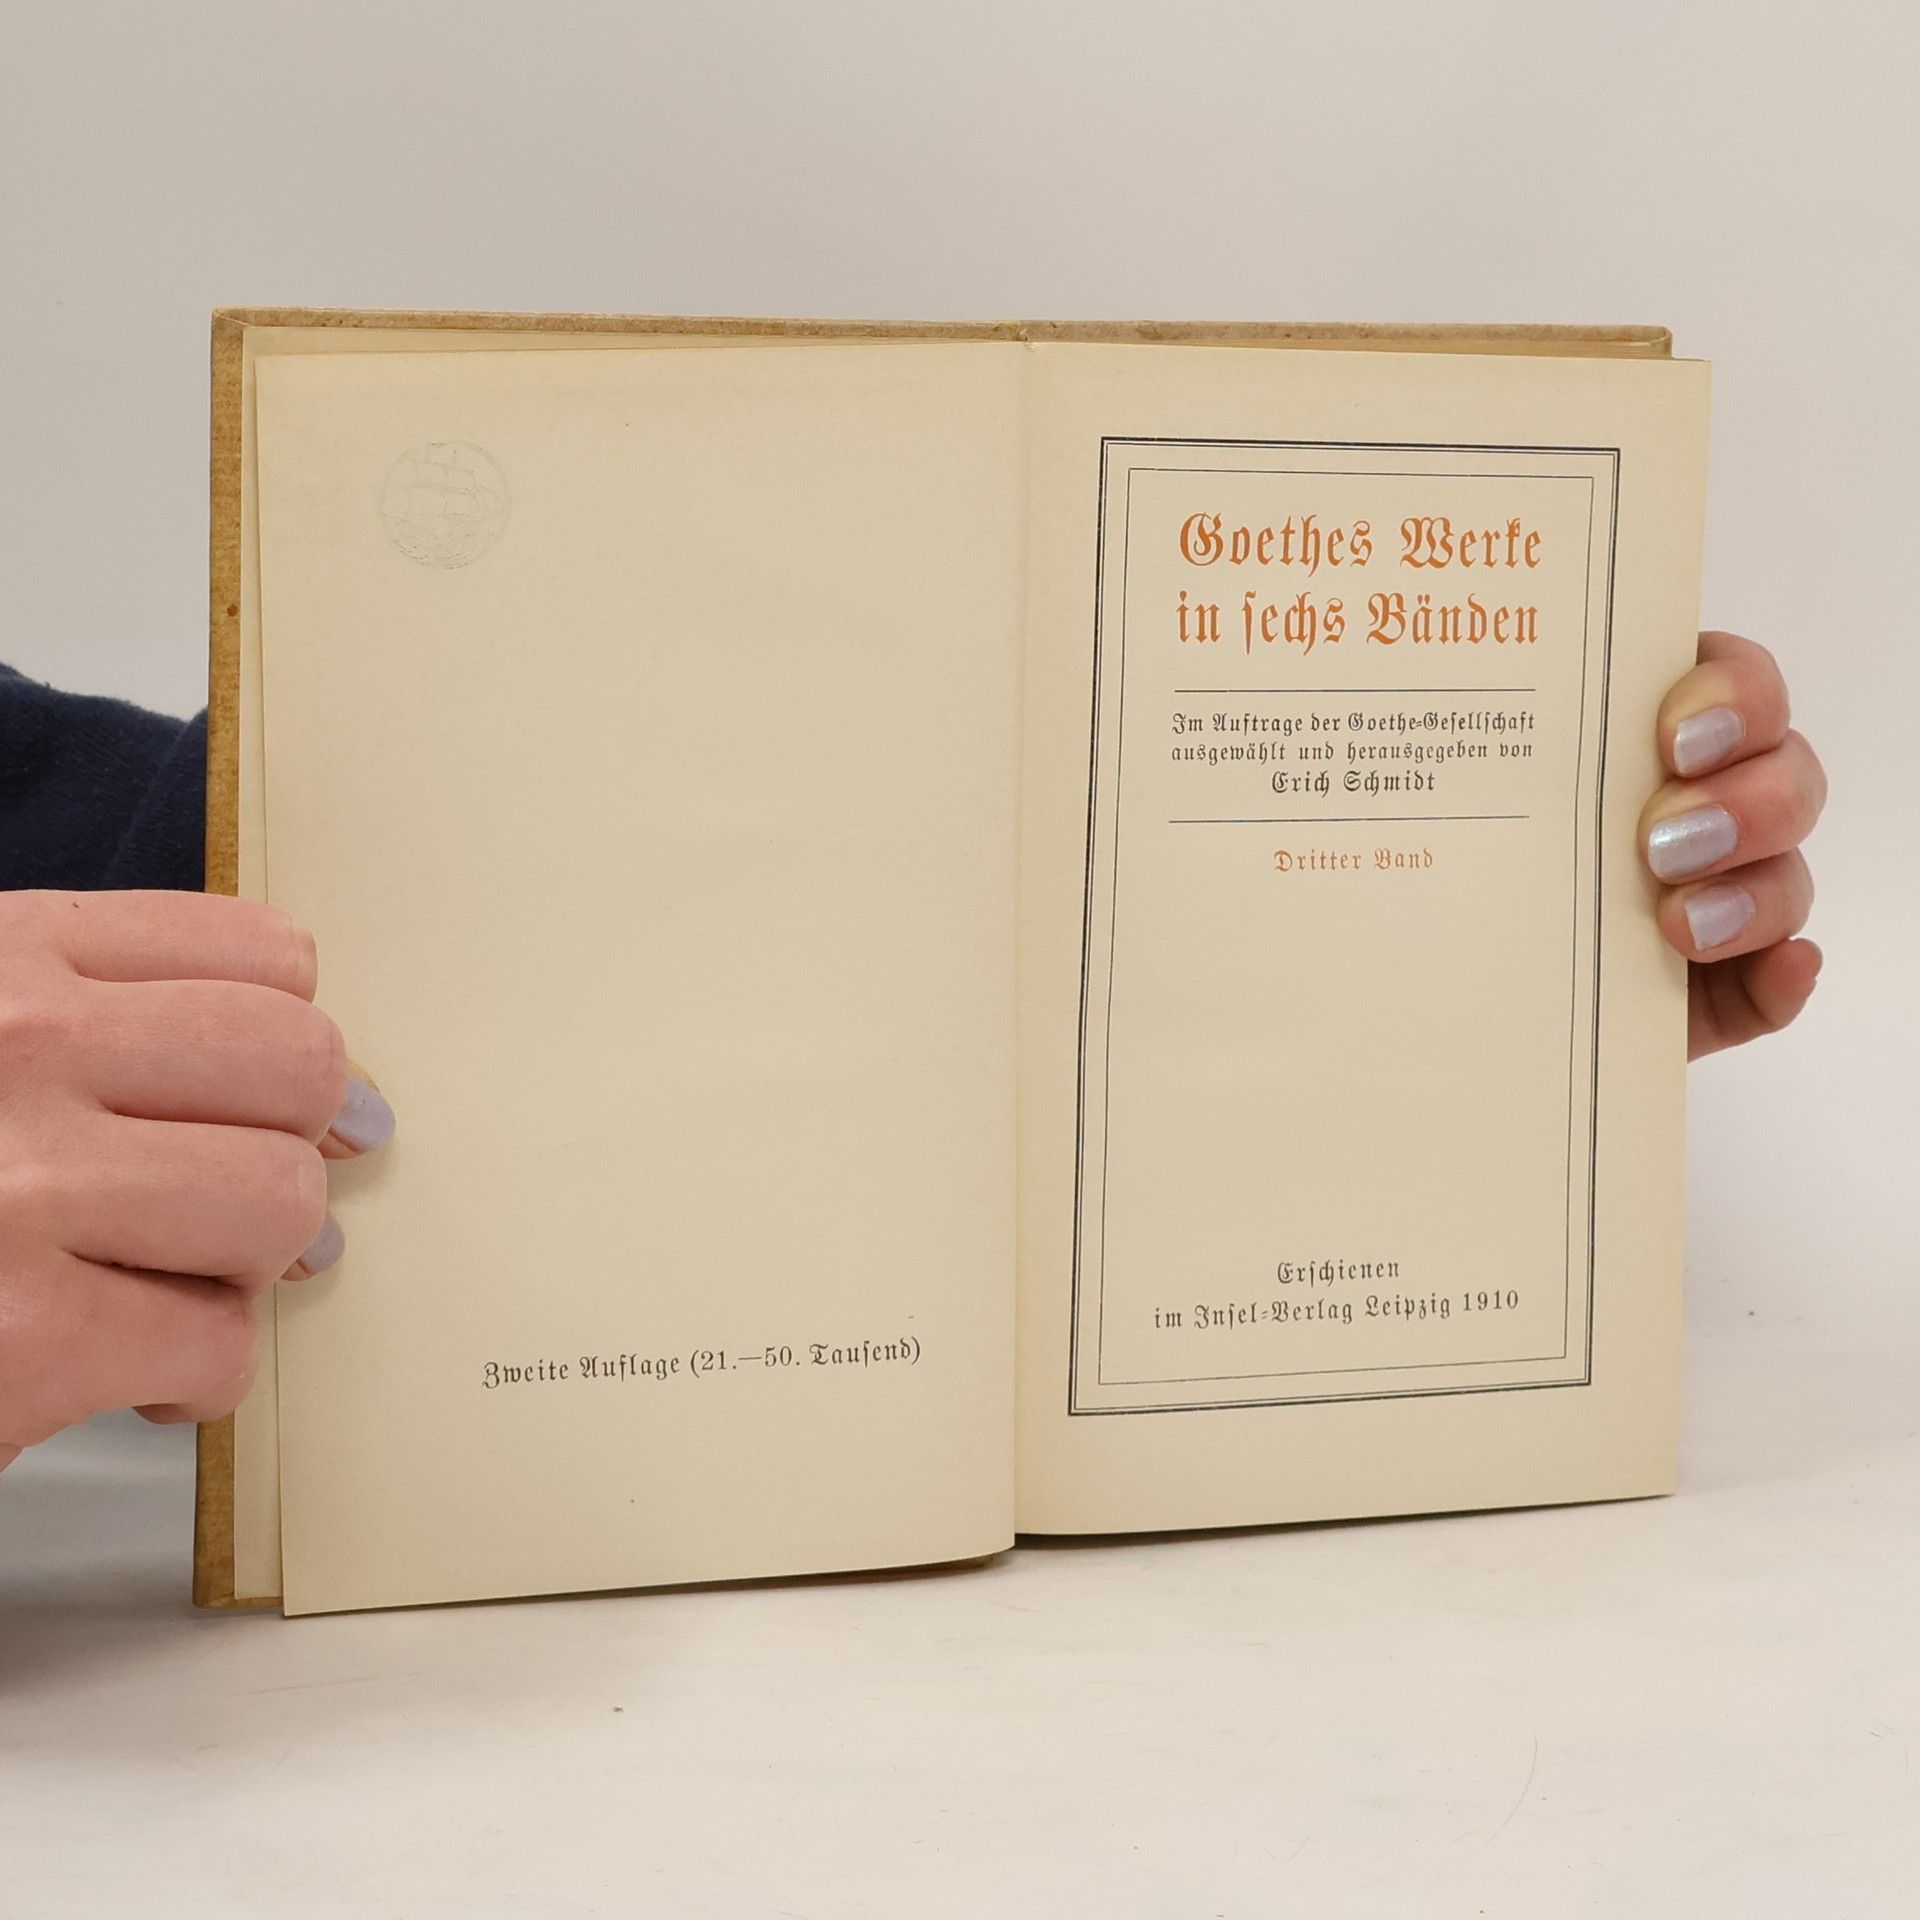 Zweite Auflage (21.—50. Tauſend)
Goethes Werke
in ſechs Bänden
Im Auftrage der Goethe-Geſellſchaft
ausgewählt und herausgegeben von
Erich Schmidt
Dritter Band
Erſchienen
im Inſel-Verlag Leipzig 1910